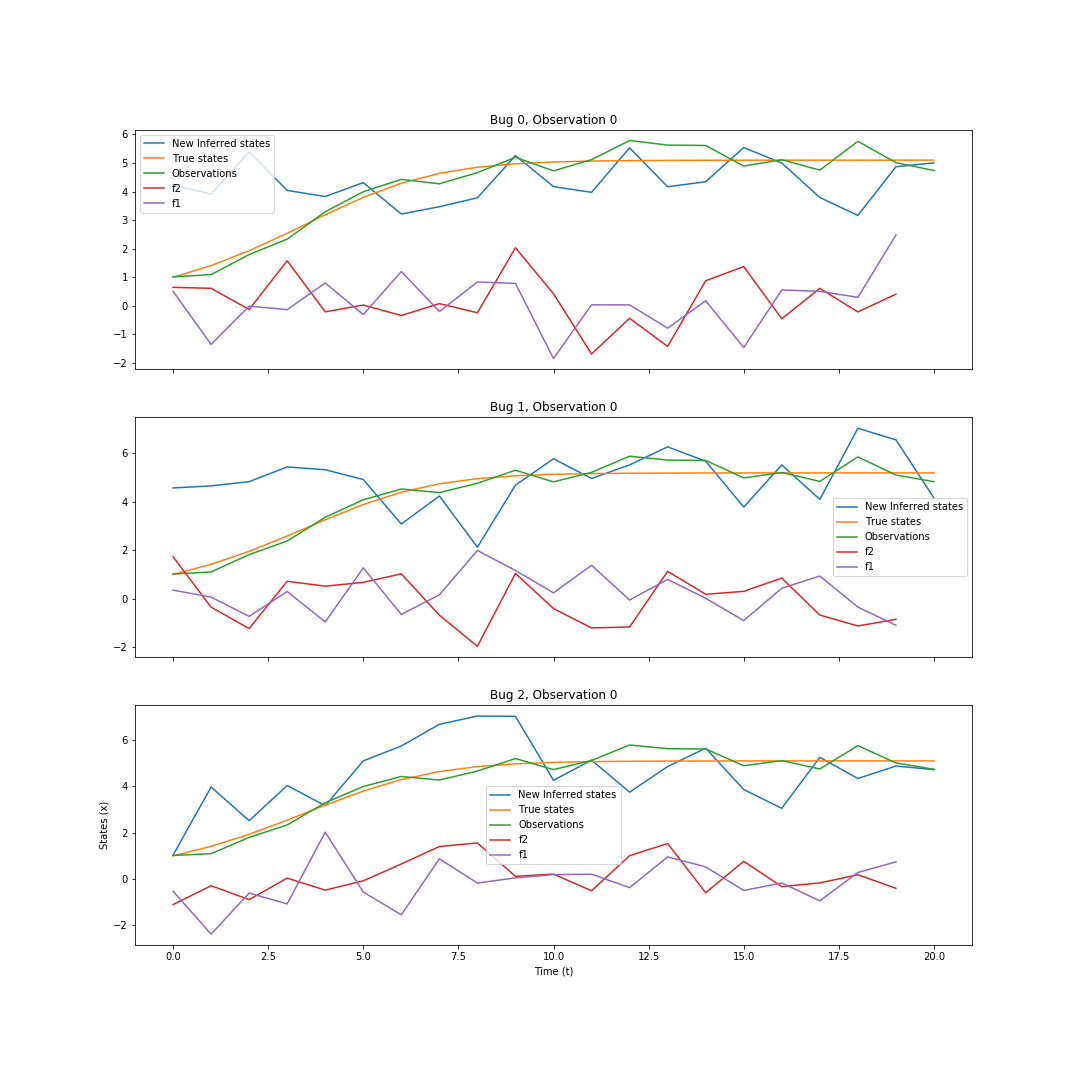 Bug 0, Observation 0
6
5
4
3
2
1
0
−1
−2
New Inferred states
True states
Observations
f2
f1
Bug 1, Observation 0
6
4
2
0
−2
New Inferred states
True states
Observations
f2
f1
Bug 2, Observation 0
States (x)
6
4
2
0
−2
New Inferred states
True states
Observations
f2
f1
0.0 2.5 5.0 7.5 10.0 12.5 15.0 17.5 20.0
Time (t)